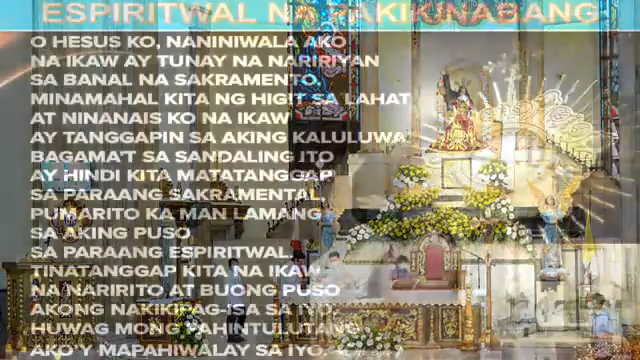 ESPIRITWAL NA PAKIKINABANG
O HESUS KO, NANINIWALA AKO
NA IKAW AY TUNAY NA NARIRIYAN
SA BANAL NA SAKRAMENTO.
MINAMAHAL KITA NG HIGIT SA LAHAT
AT NINANAIS KO NA IKAW
AY TANGGAPIN SA AKING KALULUWA
BAGAMA'T SA SANDALING ITO
AY HINDI KITA MATATANGGAP
SA PARAANG SAKRAMENTAL,
PUMARITO KA MAN LAMANG
SA AKING PUSO
SA PARAANG ESPIRITWAL.
TINATANGGAP KITA NA IKAW
NA NARIRITO AT BUONG PUSO
AKONG NAKIKIPAG-ISA SA IYO.
HUWAG MONG PAHINTULUTANG
AKO Y MAPAHIWALAY SA IYO.